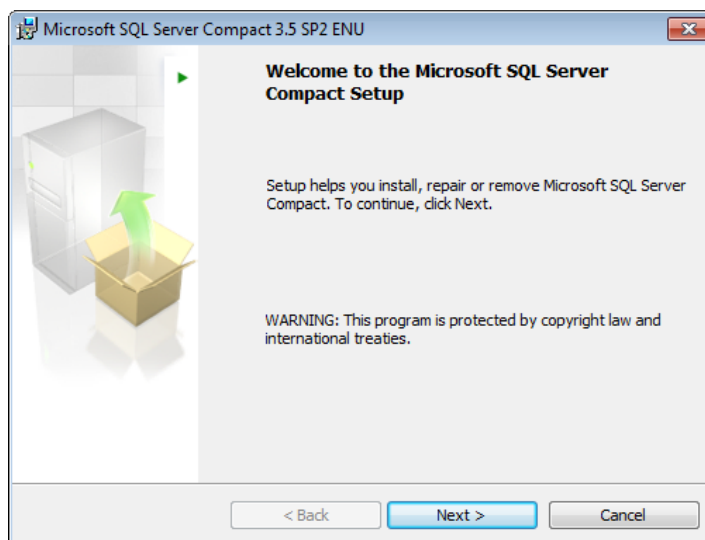 Microsoft SQL Server Compact 3.5 SP2 ENU
Welcome to the Microsoft SQL Server
Compact Setup
Setup helps you install, repair or remove Microsoft SQL Server
Compact. To continue, click Next.
WARNING: This program is protected by copyright law and
international treaties.
< Back
Next >
Cancel